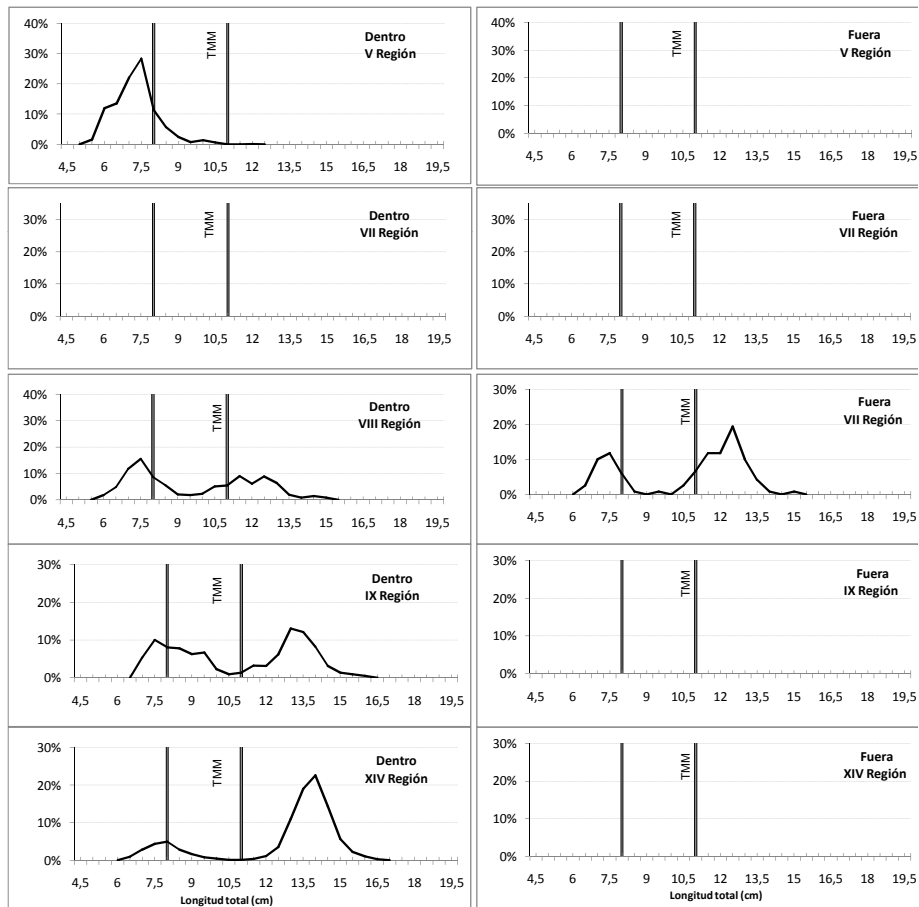 40%
30%
20%
10%
0%
TMM
Dentro
V Región
4,5 6 7,5 9 10,5 12 13,5 15 16,5 18 19,5
40%
30%
20%
10%
0%
TMM
Fuera
V Región
4,5 6 7,5 9 10,5 12 13,5 15 16,5 18 19,5
30%
20%
10%
0%
TMM
Dentro
VII Región
4,5 6 7,5 9 10,5 12 13,5 15 16,5 18 19,5
30%
20%
10%
0%
TMM
Fuera
VII Región
4,5 6 7,5 9 10,5 12 13,5 15 16,5 18 19,5
40%
30%
20%
10%
0%
TMM
Dentro
VIII Región
4,5 6 7,5 9 10,5 12 13,5 15 16,5 18 19,5
30%
20%
10%
0%
TMM
Fuera
VII Región
4,5 6 7,5 9 10,5 12 13,5 15 16,5 18 19,5
30%
20%
10%
0%
TMM
Dentro
IX Región
4,5 6 7,5 9 10,5 12 13,5 15 16,5 18 19,5
30%
20%
10%
0%
TMM
Fuera
IX Región
4,5 6 7,5 9 10,5 12 13,5 15 16,5 18 19,5
30%
20%
10%
0%
TMM
Dentro
XIV Región
4,5 6 7,5 9 10,5 12 13,5 15 16,5 18 19,5
Longitud total (cm)
30%
20%
10%
0%
TMM
Fuera
XIV Región
4,5 6 7,5 9 10,5 12 13,5 15 16,5 18 19,5
Longitud total (cm)